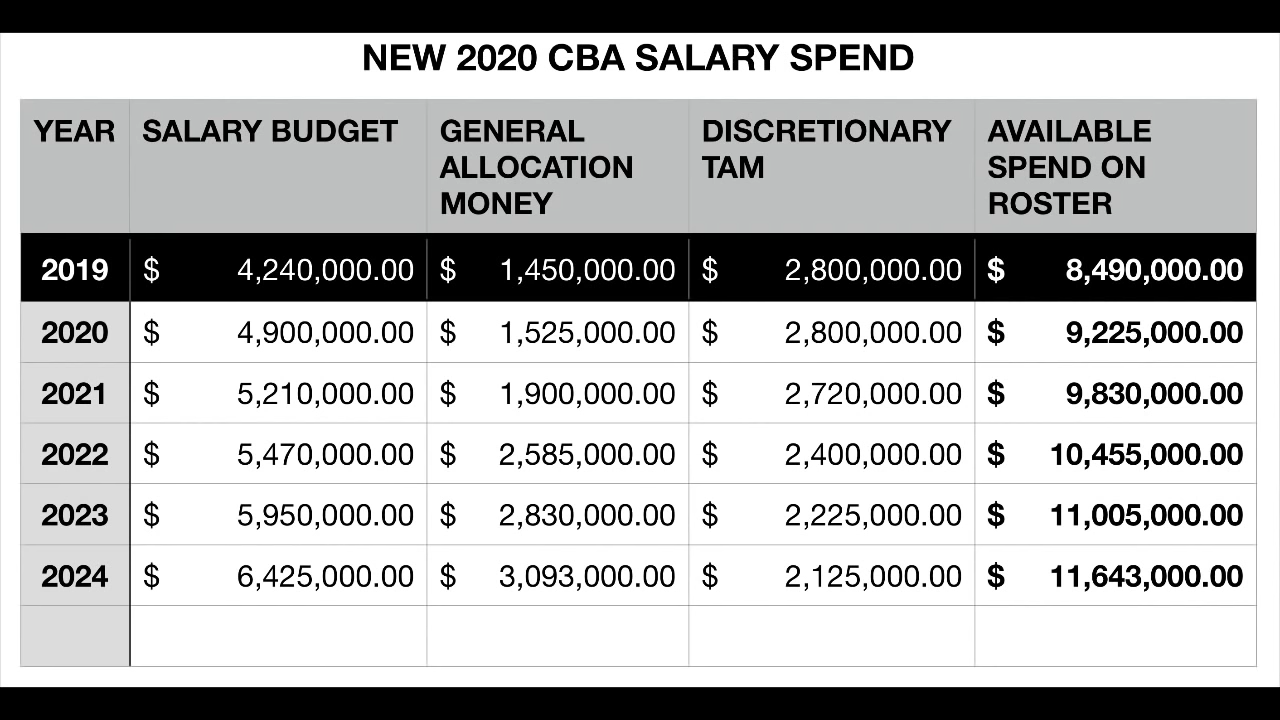 NEW 2020 CBA SALARY SPEND
YEAR SALARY BUDGET GENERAL ALLOCATION MONEY DISCRETIONARY TAM AVAILABLE SPEND ON ROSTER
2019 $ 4,240,000.00 $ 1,450,000.00 $ 2,800,000.00 $ 8,490,000.00
2020 $ 4,900,000.00 $ 1,525,000.00 $ 2,800,000.00 $ 9,225,000.00
2021 $ 5,210,000.00 $ 1,900,000.00 $ 2,720,000.00 $ 9,830,000.00
2022 $ 5,470,000.00 $ 2,585,000.00 $ 2,400,000.00 $ 10,455,000.00
2023 $ 5,950,000.00 $ 2,830,000.00 $ 2,225,000.00 $ 11,005,000.00
2024 $ 6,425,000.00 $ 3,093,000.00 $ 2,125,000.00 $ 11,643,000.00